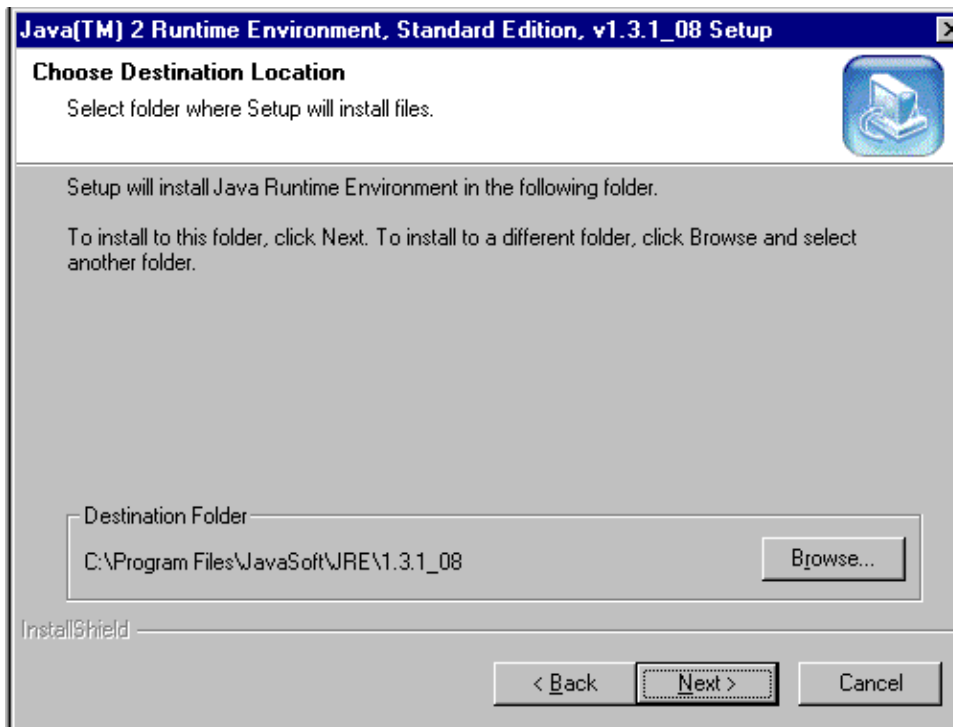 Java(TM) 2 Runtime Environment, Standard Edition, v1.3.1_08 Setup
Choose Destination Location
Select folder where Setup will install files.
Setup will install Java Runtime Environment in the following folder.
To install to this folder, click Next. To install to a different folder, click Browse and select
another folder.
Destination Folder
C:\Program Files\JavaSoft\JRE\1.3.1_08
Browse...
InstallShield
< Back
Next >
Cancel